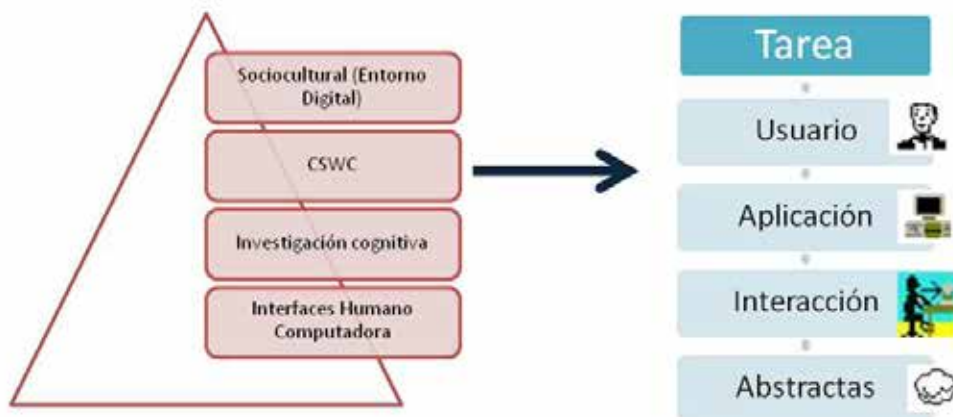 Sociocultural (Entorno
Digital)
CSWC
Investigación cognitiva
Interfaces Humano
Computadora
Tarea
Usuario
Aplicación
Interacción
Abstractas